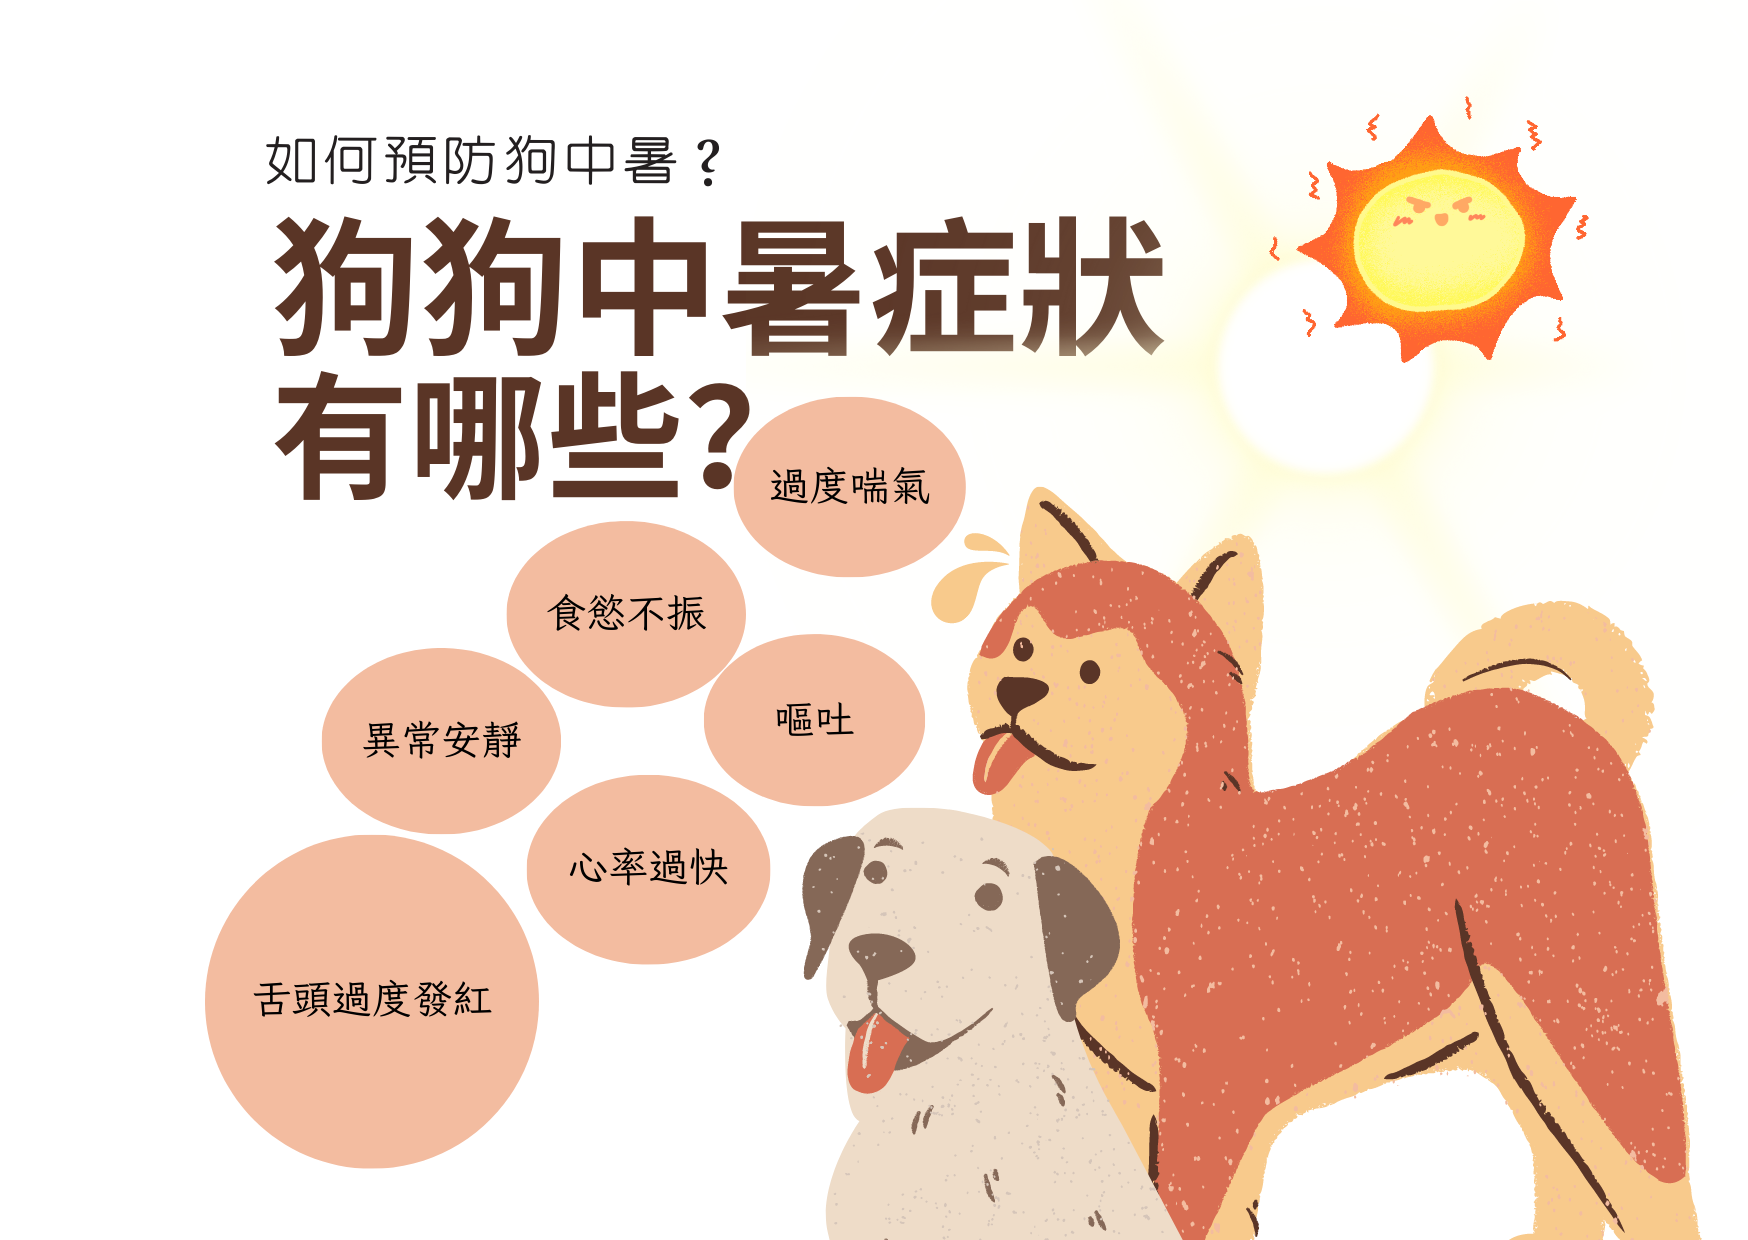 如何預防狗中暑？
狗狗中暑症狀
有哪些?
過度喘氣
食慾不振
嘔吐
異常安靜
心率過快
舌頭過度發紅